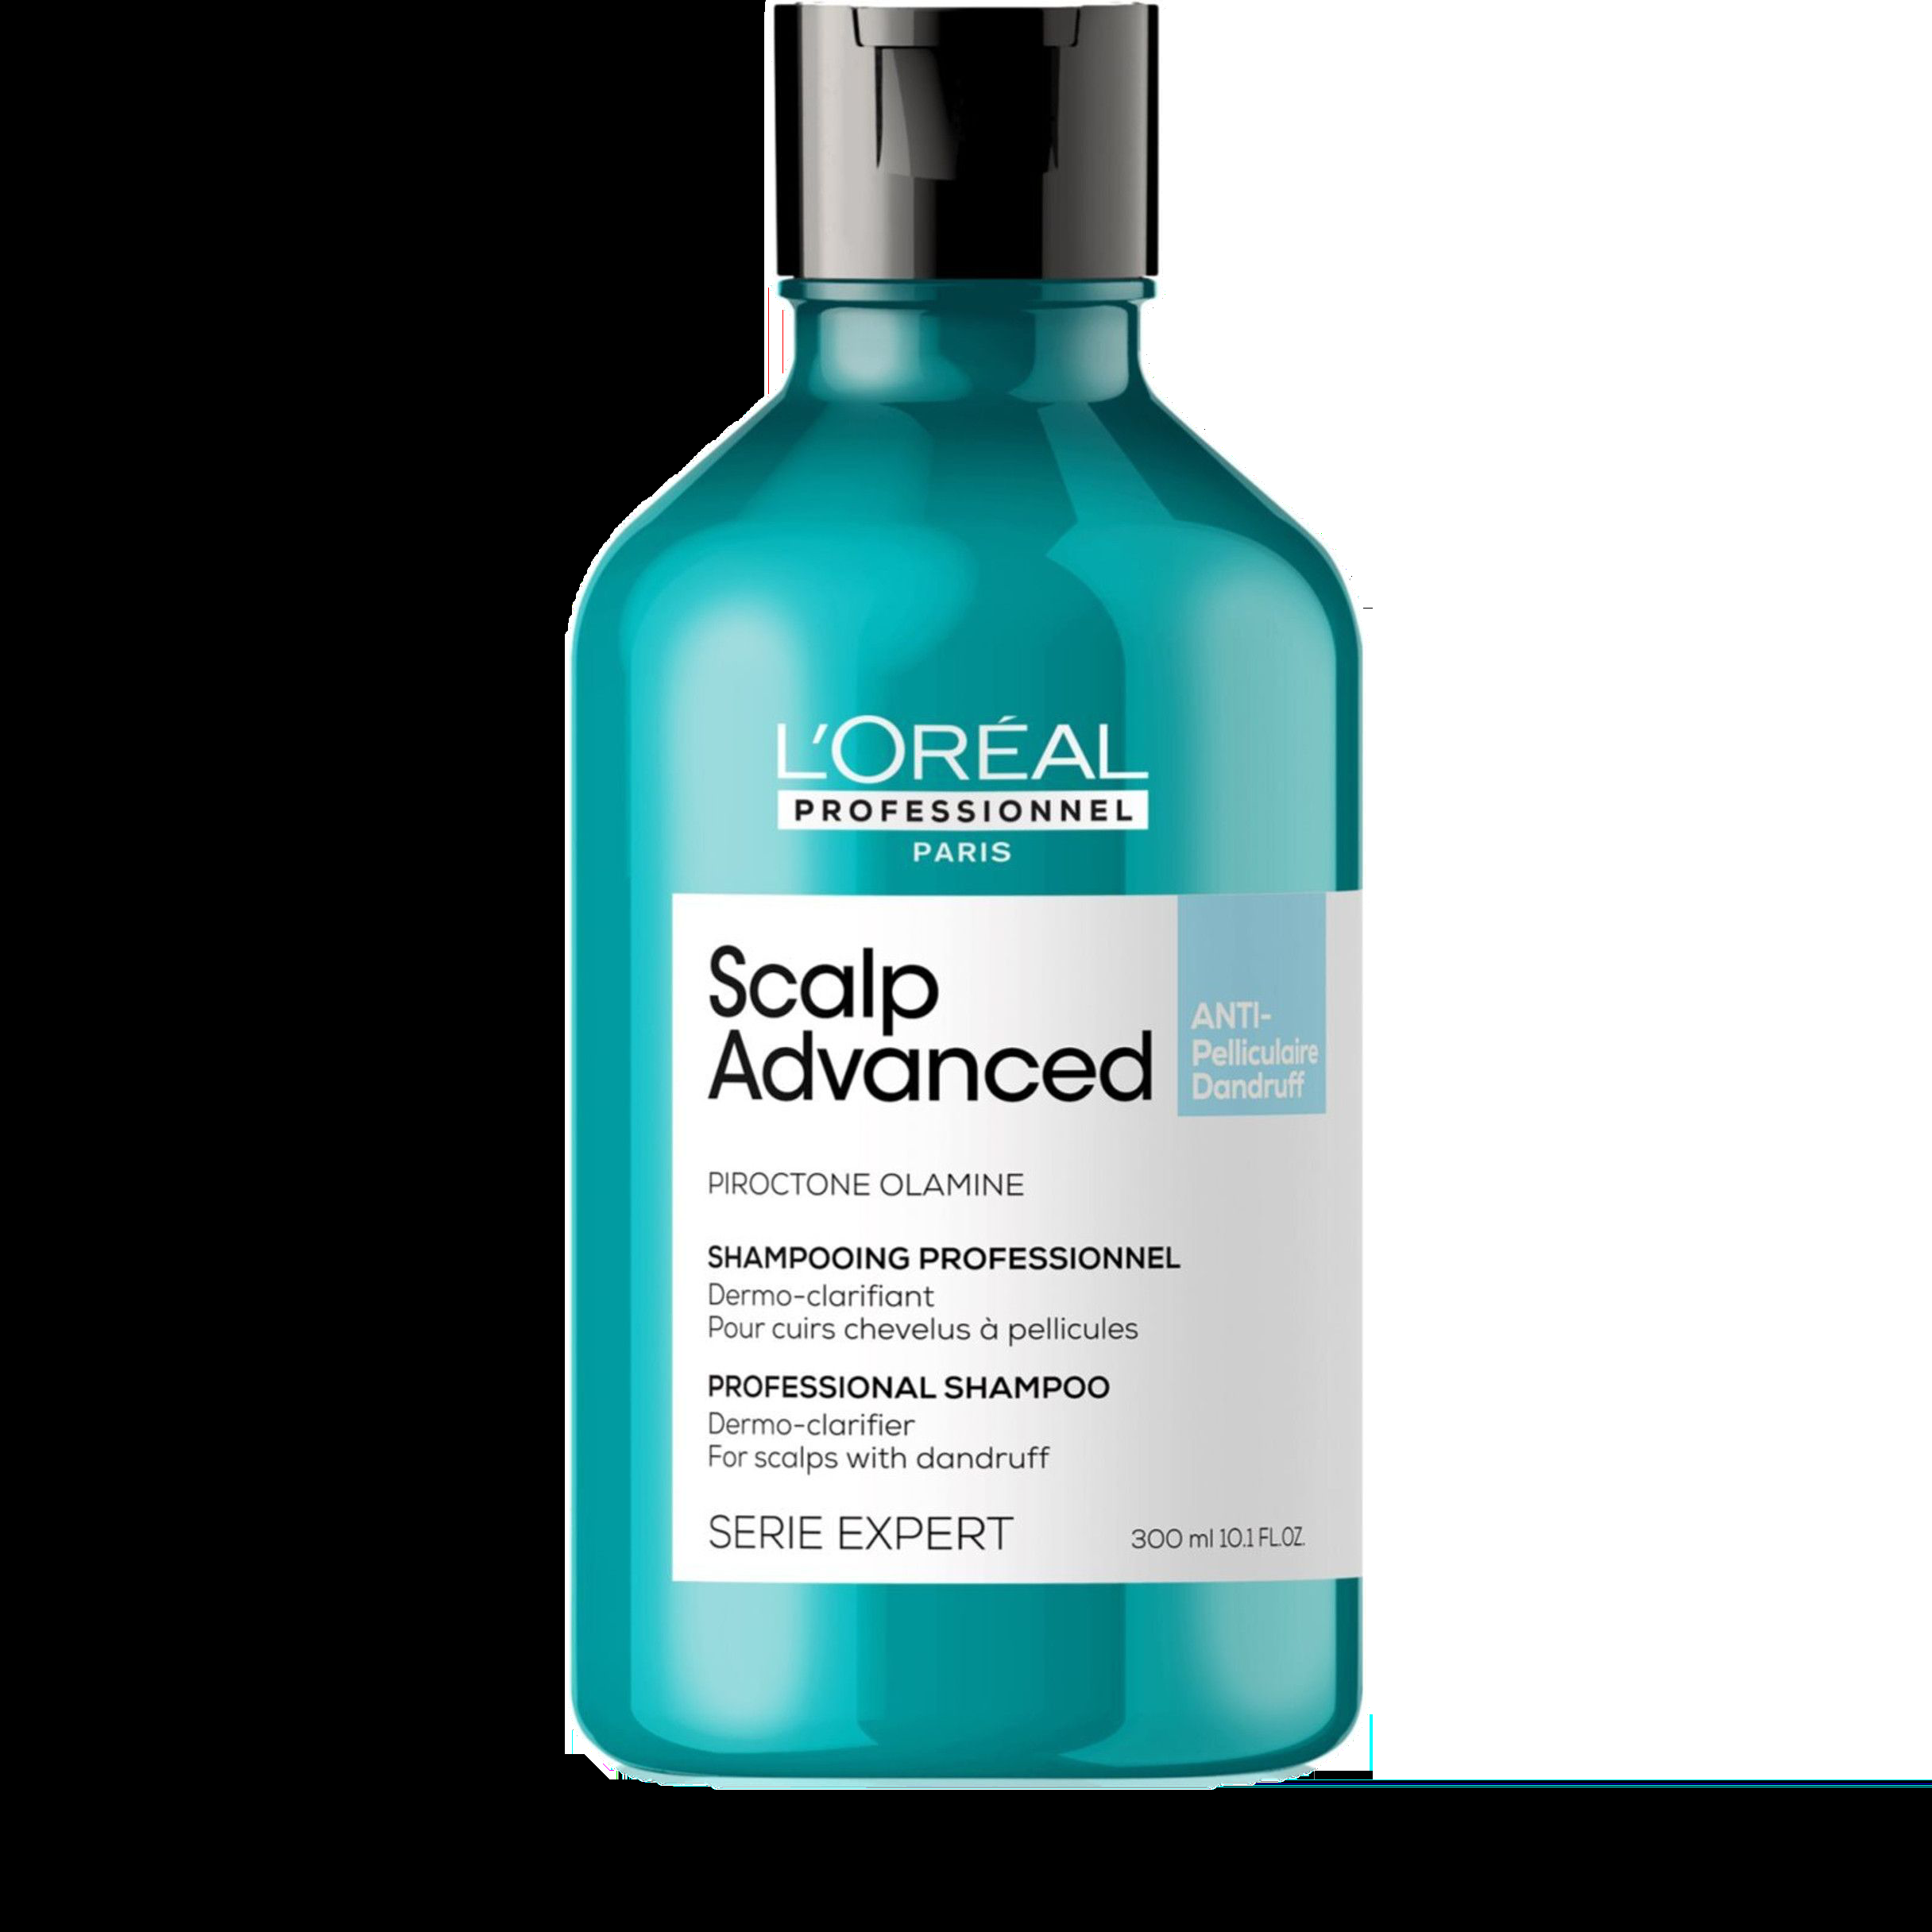 L'ORÉAL
PROFESSIONNEL
PARIS
Scalp
Advanced
ANTI-
Pelliculaire
Dandruff
PIROCTONE OLAMINE
SHAMPOOING PROFESSIONNEL
Dermo-clarifiant
Pour cuirs chevelus à pellicules
PROFESSIONAL SHAMPOO
Dermo-clarifier
For scalps with dandruff
SERIE EXPERT
300 ml 10.1 FL.OZ.